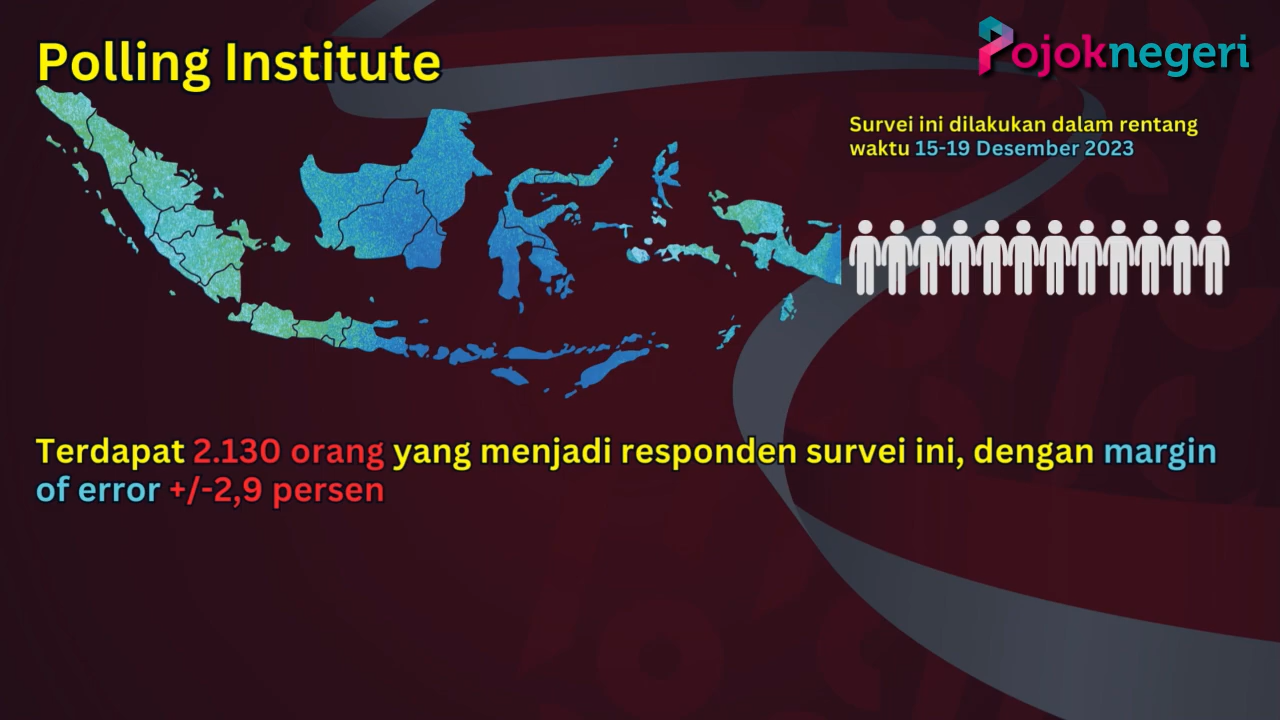 Polling Institute
Pojoknegeri
Survei ini dilakukan dalam rentang
waktu 15-19 Desember 2023
Terdapat 2.130 orang yang menjadi responden survei ini, dengan margin
of error +/-2,9 persen